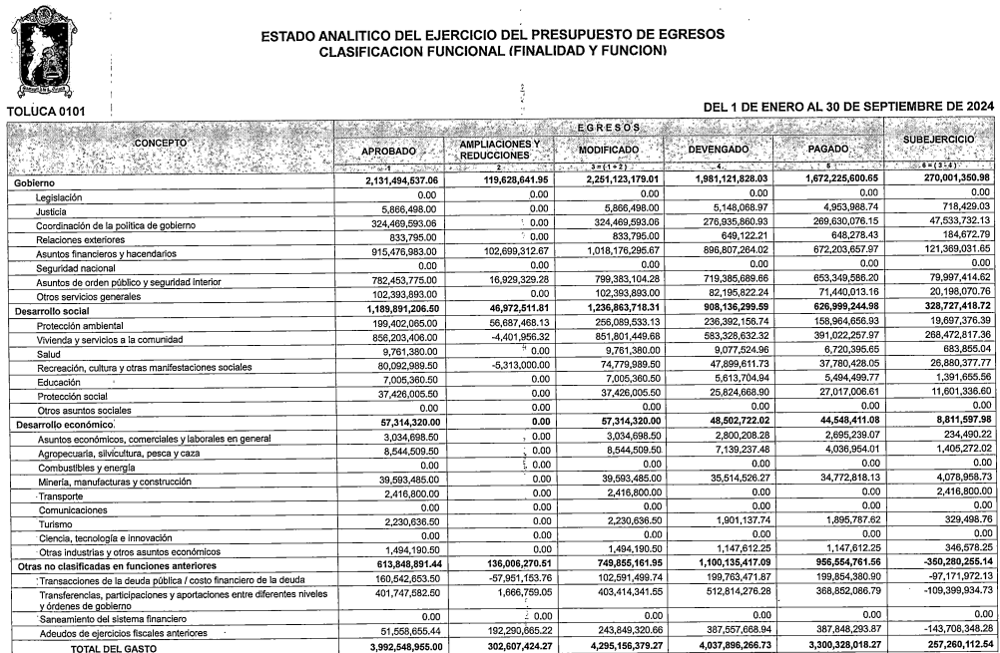 ESTADO ANALITICO DEL EJERCICIO DEL PRESUPUESTO DE EGRESOS
CLASIFICACION FUNCIONAL (FINALIDAD Y FUNCION)
TOLUCA 0101 DEL 1 DE ENERO AL 30 DE SEPTIEMBRE DE 2024
EGRESOS
CONCEPTO APROBADO AMPLIACIONES Y REDUCCIONES MODIFICADO DEVENGADO PAGADO SUBEJERCICIO
1 2 3 = ( 1 + 2 ) 4 5 6 = ( 3 - 4 )
Gobierno 2,131,494,537.06 119,628,641.95 2,251,123,179.01 1,981,121,828.03 1,672,225,600.65 270,001,350.98
Legislación 0.00 0.00 0.00 0.00 0.00 0.00
Justicia 5,866,498.00 0.00 5,866,498.00 5,148,068.97 4,953,988.74 718,429.03
Coordinación de la política de gobierno 324,469,593.06 0.00 324,469,593.06 276,935,860.93 269,630,076.15 47,533,732.13
Relaciones exteriores 833,795.00 0.00 833,795.00 649,122.21 648,278.43 184,672.79
Asuntos financieros y hacendarios 915,476,983.00 102,699,312.67 1,018,176,295.67 896,807,264.02 672,203,657.97 121,369,031.65
Seguridad nacional 0.00 0.00 0.00 0.00 0.00 0.00
Asuntos de orden público y seguridad interior 782,453,775.00 16,929,329.28 799,383,104.28 719,385,689.66 653,349,588.20 79,997,414.62
Otros servicios generales 102,393,893.00 0.00 102,393,893.00 82,195,822.24 71,440,013.16 20,198,070.76
Desarrollo social 1,189,891,206.50 46,972,511.81 1,236,863,718.31 908,136,299.59 626,999,244.98 328,727,418.72
Protección ambiental 199,402,065.00 56,687,468.13 256,089,533.13 236,392,156.74 158,964,656.93 19,697,376.39
Vivienda y servicios a la comunidad 856,203,406.00 -4,401,956.32 851,801,449.68 583,328,632.32 391,022,257.97 268,472,817.36
Salud 9,761,380.00 0.00 9,761,380.00 9,077,524.96 6,720,395.65 683,855.04
Recreación, cultura y otras manifestaciones sociales 80,092,989.50 -5,313,000.00 74,779,989.50 47,899,611.73 37,780,428.05 26,880,377.77
Educación 7,005,360.50 0.00 7,005,360.50 5,613,704.94 5,494,499.77 1,391,655.56
Protección social 37,426,005.50 0.00 37,426,005.50 25,824,668.90 27,017,006.61 11,601,336.60
Otros asuntos sociales 0.00 0.00 0.00 0.00 0.00 0.00
Desarrollo económico 57,314,320.00 0.00 57,314,320.00 48,502,722.02 44,548,411.08 8,811,597.98
Asuntos económicos, comerciales y laborales en general 3,034,698.50 0.00 3,034,698.50 2,800,208.28 2,695,239.07 234,490.22
Agropecuaria, silvicultura, pesca y caza 8,544,509.50 0.00 8,544,509.50 7,139,237.48 4,036,954.01 1,405,272.02
Combustibles y energía 0.00 0.00 0.00 0.00 0.00 0.00
Minería, manufacturas y construcción 39,593,485.00 0.00 39,593,485.00 35,514,526.27 34,772,818.13 4,078,958.73
Transporte 2,416,800.00 0.00 2,416,800.00 0.00 0.00 2,416,800.00
Comunicaciones 0.00 0.00 0.00 0.00 0.00 0.00
Turismo 2,230,636.50 0.00 2,230,636.50 1,901,137.74 1,895,787.62 329,498.76
Ciencia, tecnología e innovación 0.00 0.00 0.00 0.00 0.00 0.00
Otras industrias y otros asuntos económicos 1,494,190.50 0.00 1,494,190.50 1,147,612.25 1,147,612.25 346,578.25
Otras no clasificadas en funciones anteriores 613,848,891.44 136,006,270.51 749,855,161.95 1,100,135,417.09 956,554,761.56 -350,280,255.14
Transacciones de la deuda pública / costo financiero de la deuda 160,542,653.50 -57,951,153.76 102,591,499.74 199,763,471.87 199,854,380.90 -97,171,972.13
Transferencias, participaciones y aportaciones entre diferentes niveles 401,747,582.50 1,666,759.05 403,414,341.55 512,814,276.28 368,852,086.79 -109,399,934.73
y órdenes de gobierno
Saneamiento del sistema financiero 0.00 0.00 0.00 0.00 0.00 0.00
Adeudos de ejercicios fiscales anteriores 51,558,655.44 192,290,665.22 243,849,320.66 387,557,668.94 387,848,293.87 -143,708,348.28
TOTAL DEL GASTO 3,992,548,955.00 302,607,424.27 4,295,156,379.27 4,037,896,266.73 3,300,328,018.27 257,260,112.54